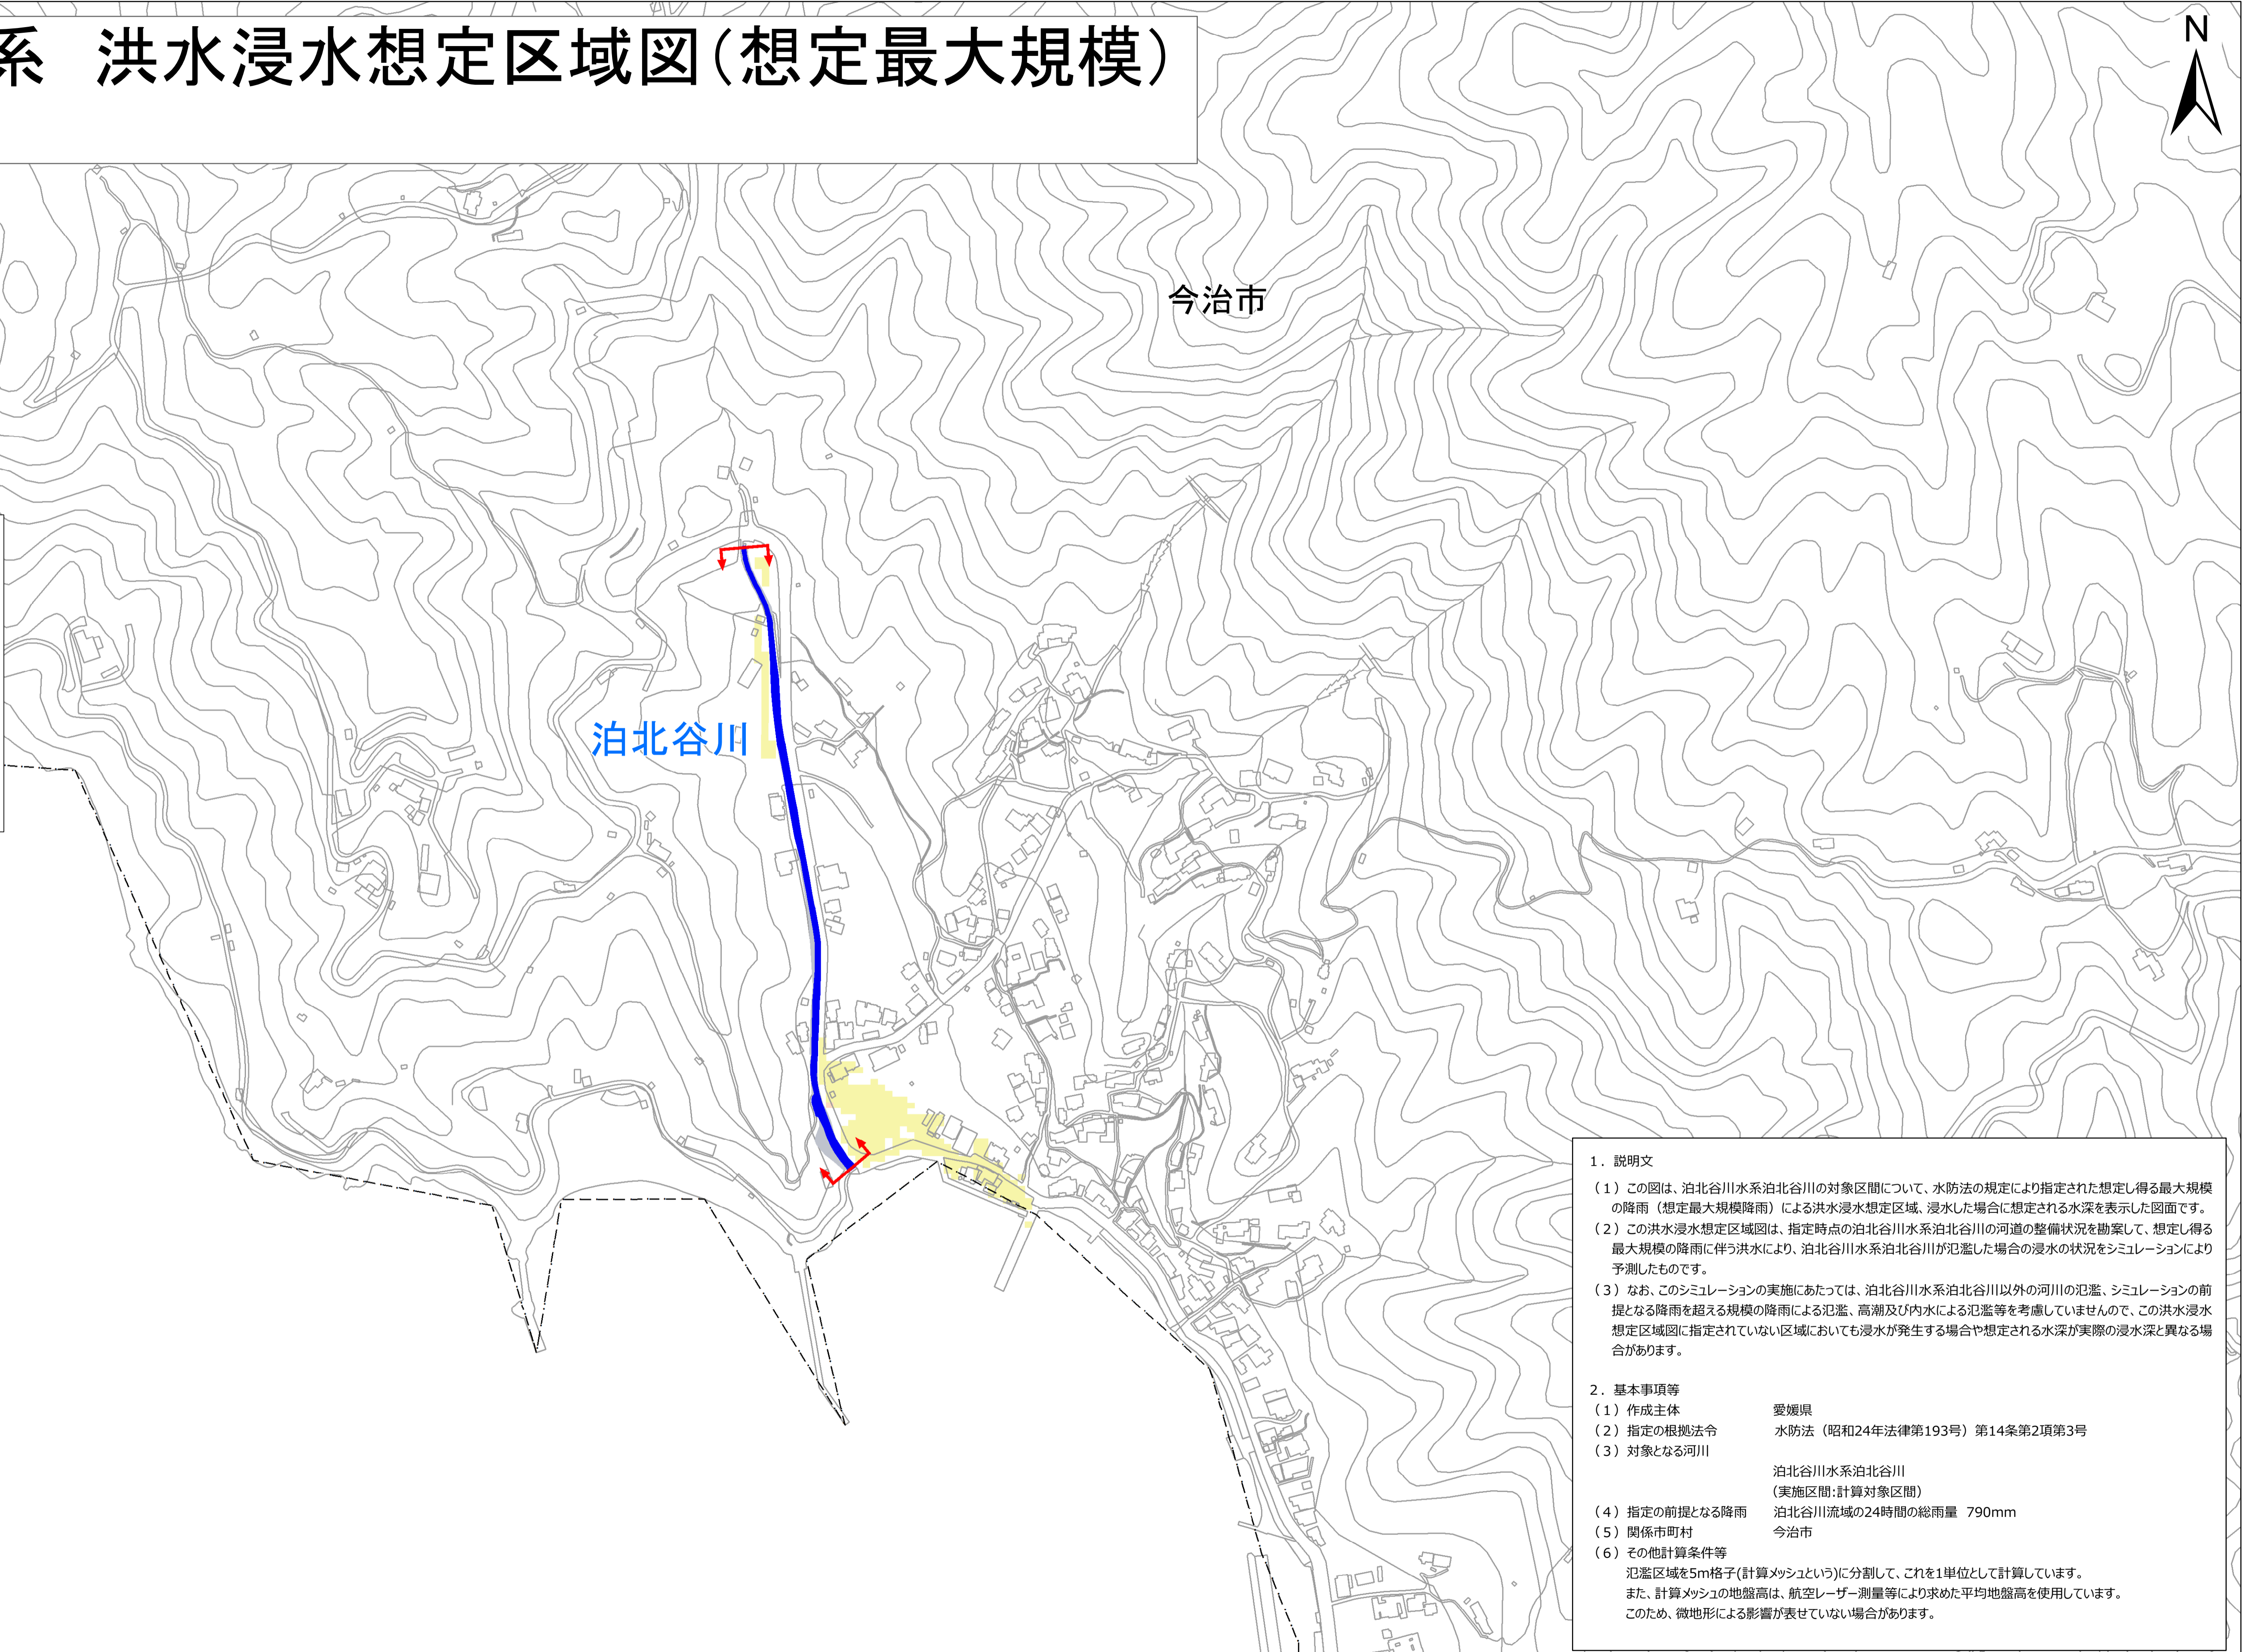 系　洪水浸水想定区域図（想定最大規模）
N
今治市
泊北谷川
1．説明文
（1）この図は、泊北谷川水系泊北谷川の対象区間について、水防法の規定により指定された想定し得る最大規模
の降雨（想定最大規模降雨）による洪水浸水想定区域、浸水した場合に想定される水深を表示した図面です。
（2）この洪水浸水想定区域図は、指定時点の泊北谷川水系泊北谷川の河道の整備状況を勘案して、想定し得る
最大規模の降雨に伴う洪水により、泊北谷川水系泊北谷川が氾濫した場合の浸水の状況をシミュレーションにより
予測したものです。
（3）なお、このシミュレーションの実施にあたっては、泊北谷川水系泊北谷川以外の河川の氾濫、シミュレーションの前
提となる降雨を超える規模の降雨による氾濫、高潮及び内水による氾濫等を考慮していませんので、この洪水浸水
想定区域図に指定されていない区域においても浸水が発生する場合や想定される水深が実際の浸水深と異なる場
合があります。
2．基本事項等
（1）作成主体　愛媛県
（2）指定の根拠法令　水防法（昭和24年法律第193号）第14条第2項第3号
（3）対象となる河川
泊北谷川水系泊北谷川
（実施区間:計算対象区間）
（4）指定の前提となる降雨　泊北谷川流域の24時間の総雨量 790mm
（5）関係市町村　今治市
（6）その他計算条件等
氾濫区域を5m格子(計算メッシュという)に分割して、これを1単位として計算しています。
また、計算メッシュの地盤高は、航空レーザー測量等により求めた平均地盤高を使用しています。
このため、微地形による影響が表せていない場合があります。